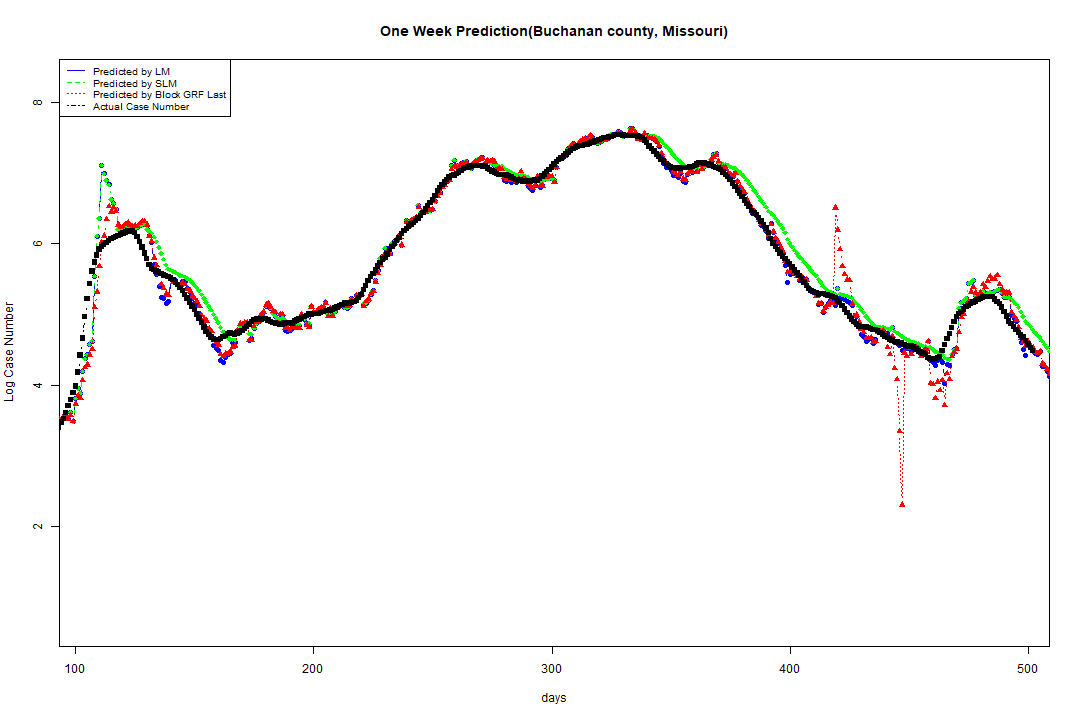 One Week Prediction(Buchanan county, Missouri)
Predicted by LM
Predicted by SLM
Predicted by Block GRF Last
Actual Case Number
Log Case Number
8
6
4
2
100 200 300 400 500
days